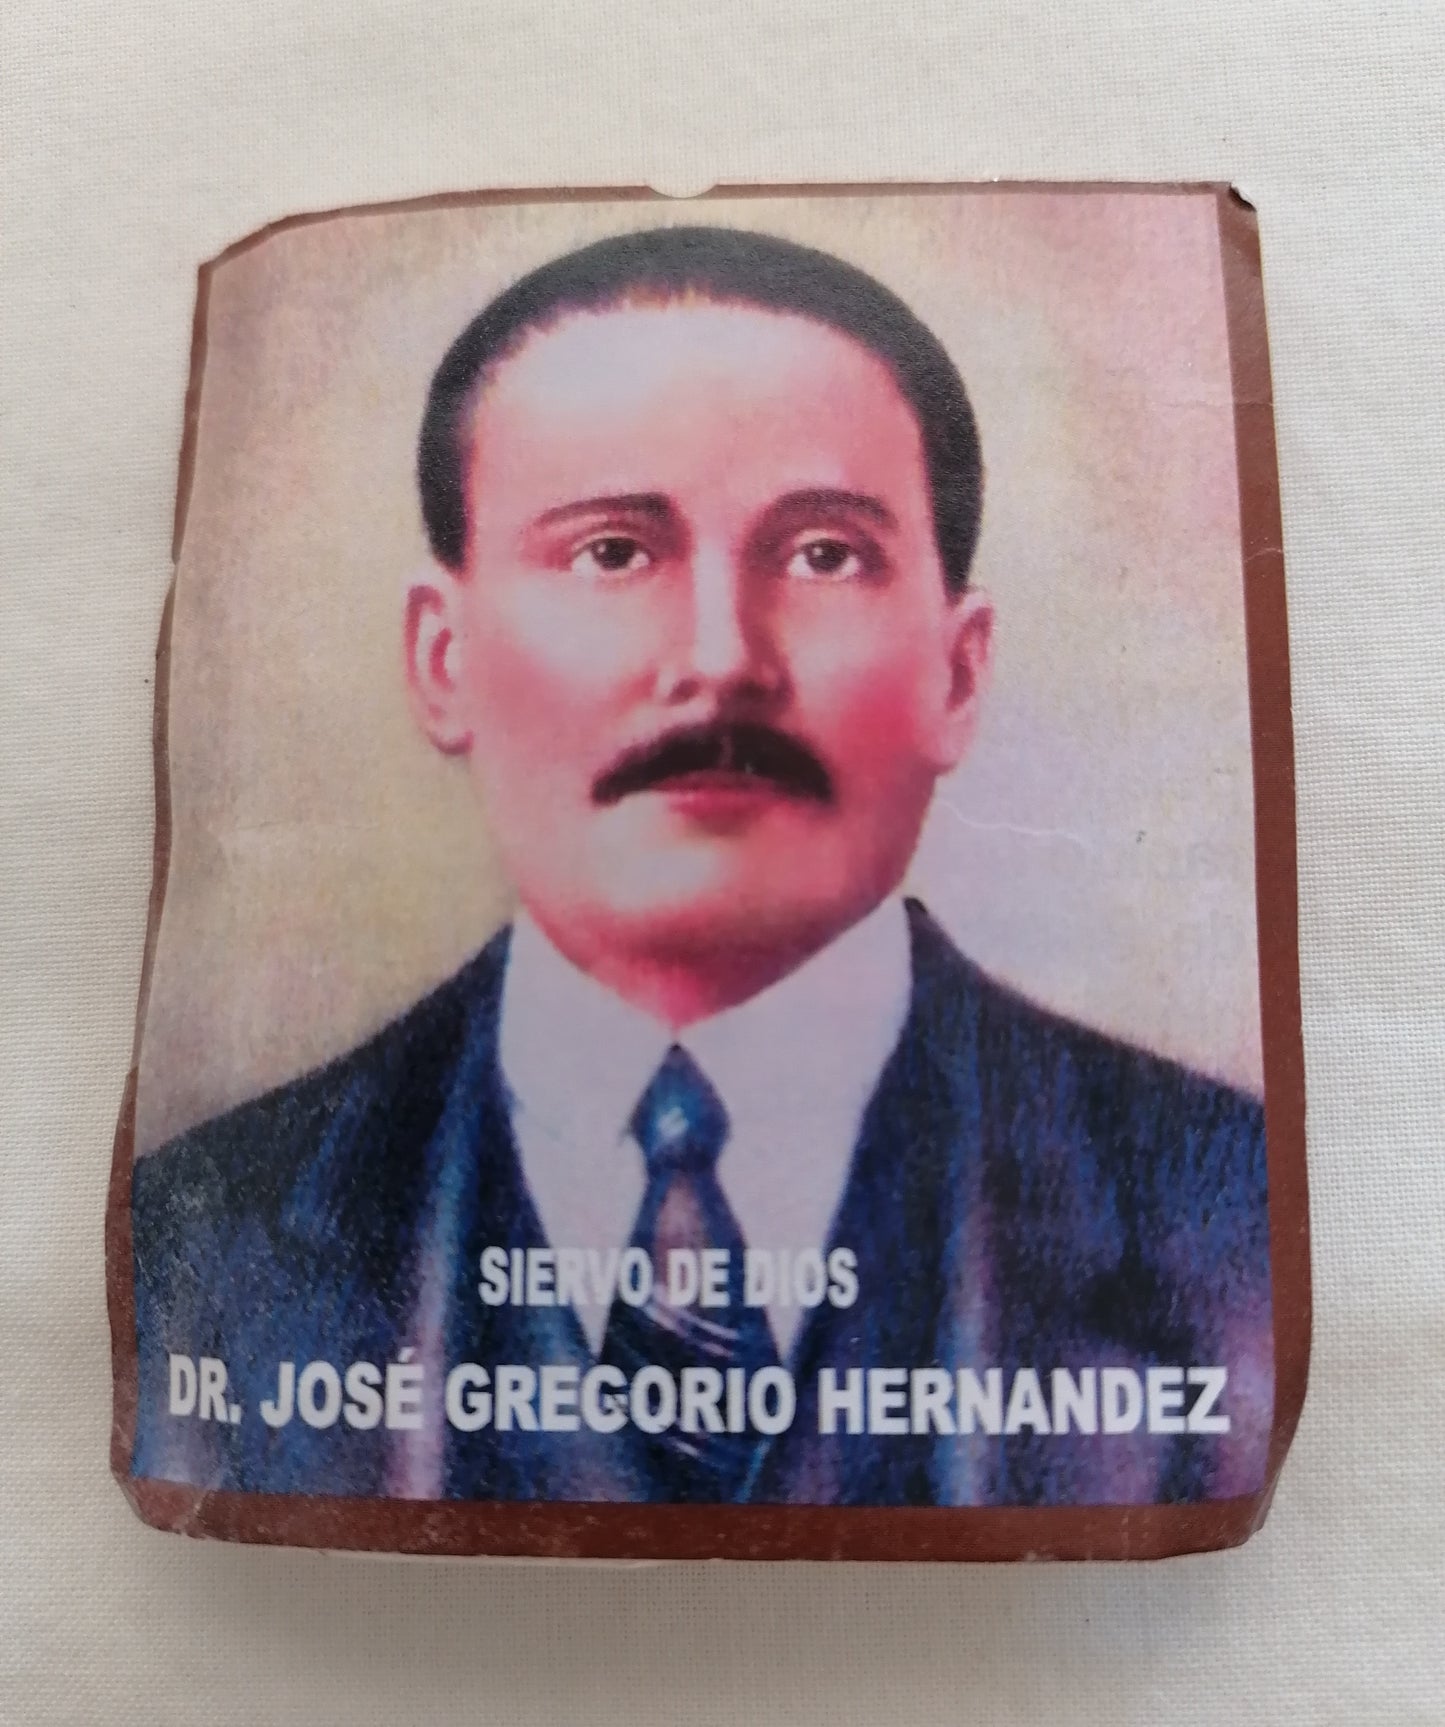 SIERVO DE DIOS
DR. JOSÉ GREGORIO HERNANDEZ